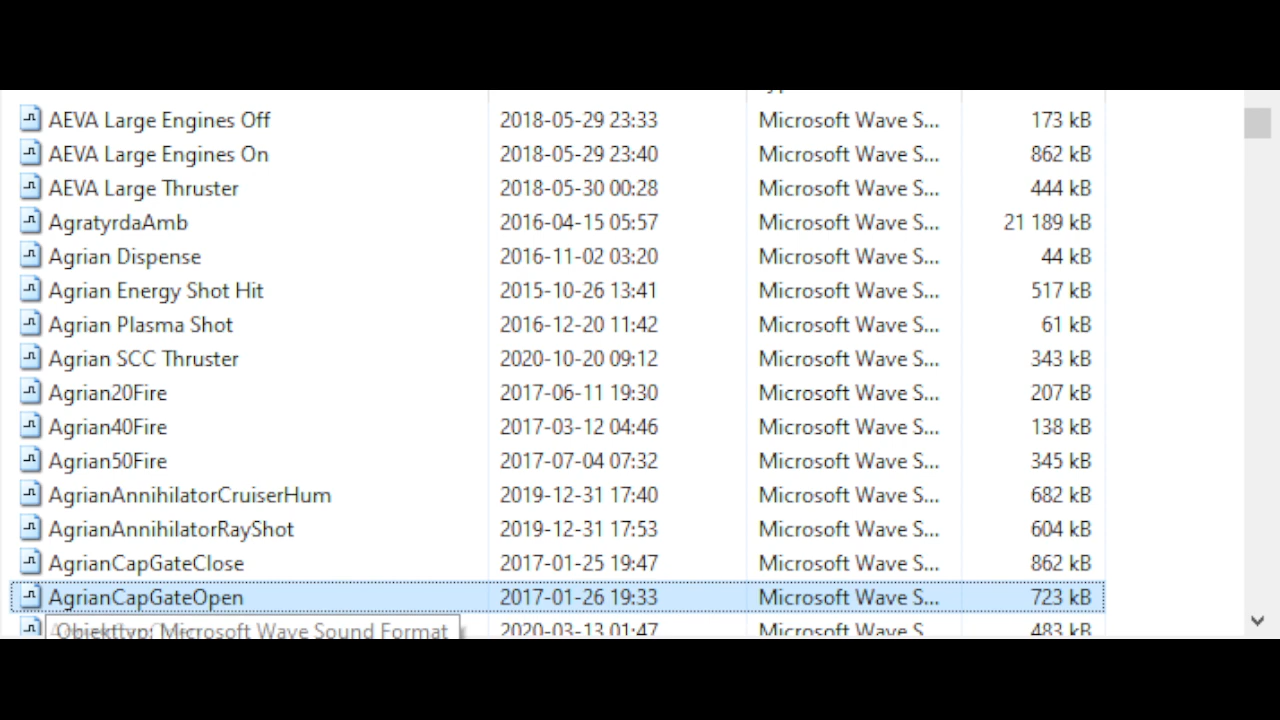 AEVA Large Engines Off 2018-05-29 23:33 Microsoft Wave S... 173 kB
AEVA Large Engines On 2018-05-29 23:40 Microsoft Wave S... 862 kB
AEVA Large Thruster 2018-05-30 00:28 Microsoft Wave S... 444 kB
AgratyrdaAmb 2016-04-15 05:57 Microsoft Wave S... 21 189 kB
Agrian Dispense 2016-11-02 03:20 Microsoft Wave S... 44 kB
Agrian Energy Shot Hit 2015-10-26 13:41 Microsoft Wave S... 517 kB
Agrian Plasma Shot 2016-12-20 11:42 Microsoft Wave S... 61 kB
Agrian SCC Thruster 2020-10-20 09:12 Microsoft Wave S... 343 kB
Agrian20Fire 2017-06-11 19:30 Microsoft Wave S... 207 kB
Agrian40Fire 2017-03-12 04:46 Microsoft Wave S... 138 kB
Agrian50Fire 2017-07-04 07:32 Microsoft Wave S... 345 kB
AgrianAnnihilatorCruiserHum 2019-12-31 17:40 Microsoft Wave S... 682 kB
AgrianAnnihilatorRayShot 2019-12-31 17:53 Microsoft Wave S... 604 kB
AgrianCapGateClose 2017-01-25 19:47 Microsoft Wave S... 862 kB
AgrianCapGateOpen 2017-01-26 19:33 Microsoft Wave S... 723 kB
Objekttyp: Microsoft Wave Sound Format 2020-03-13 01:47 Microsoft Wave S 483 kB